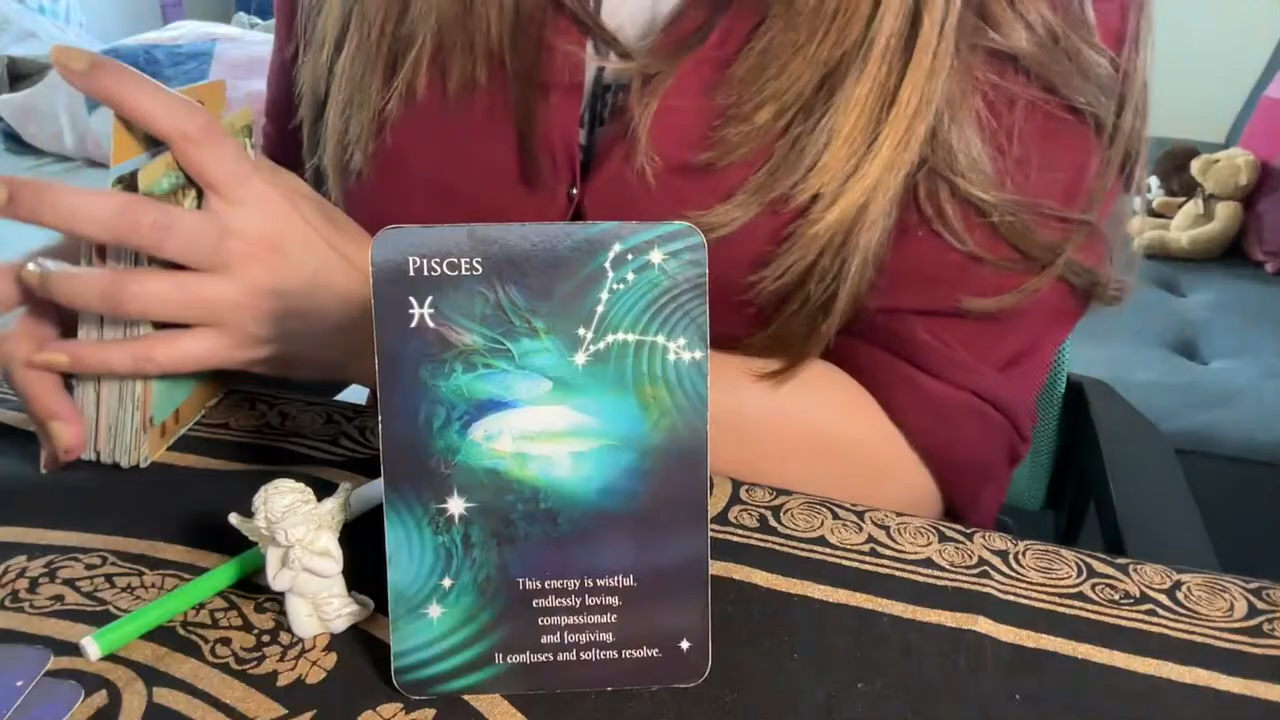 PISCES
♓
This energy is wistful,
endlessly loving,
compassionate
and forgiving.
It confuses and softens resolve.